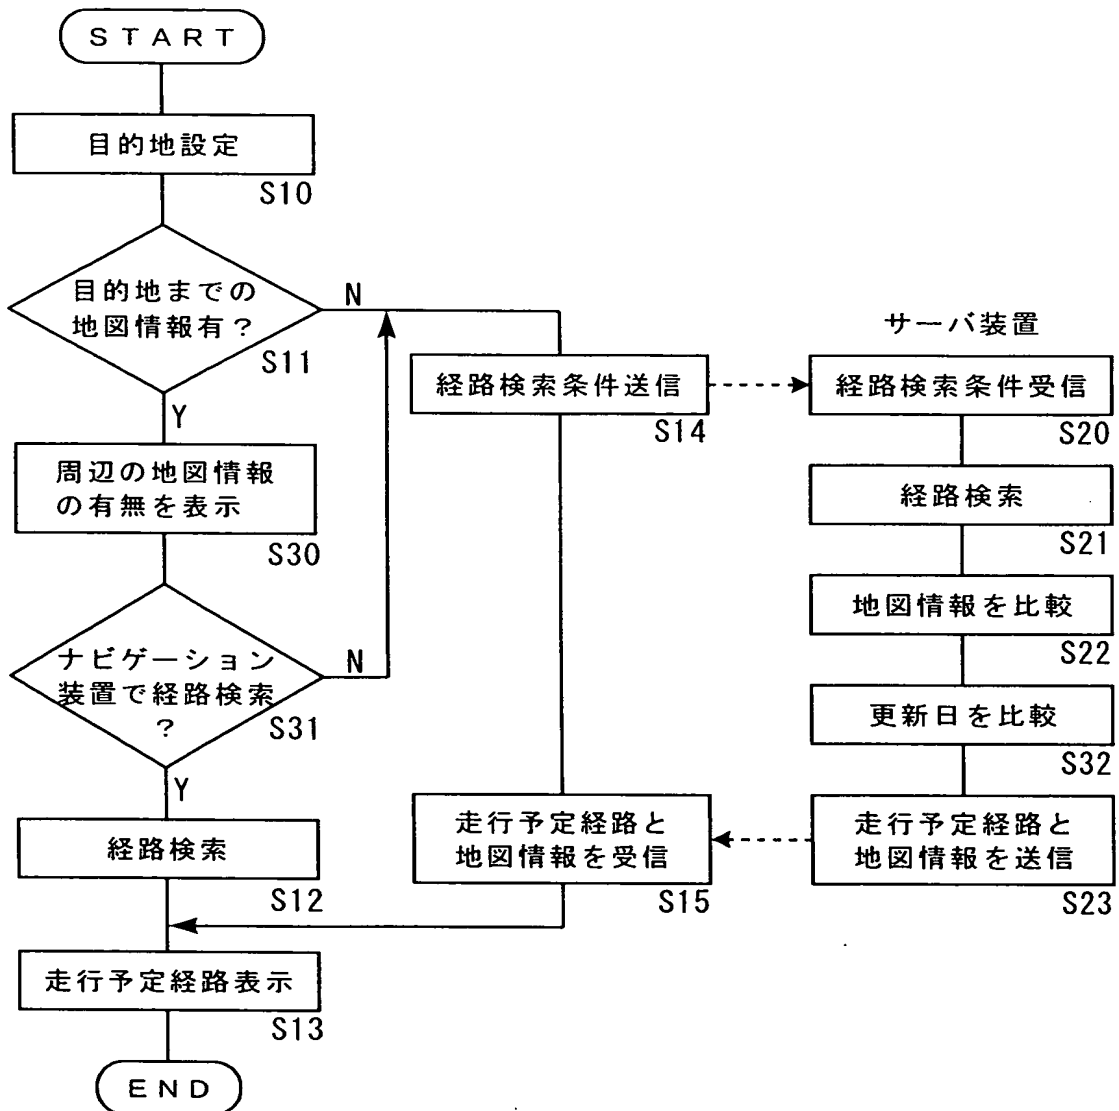 START
目的地設定
S10
目的地までの
地図情報有?
S11
N
Y
周辺の地図情報
の有無を表示
S30
ナビゲーション
装置で経路検索
?
S31
N
Y
経路検索
S12
走行予定経路表示
S13
END
経路検索条件送信
S14
走行予定経路と
地図情報を受信
S15
サーバ装置
経路検索条件受信
S20
経路検索
S21
地図情報を比較
S22
更新日を比較
S32
走行予定経路と
地図情報を送信
S23